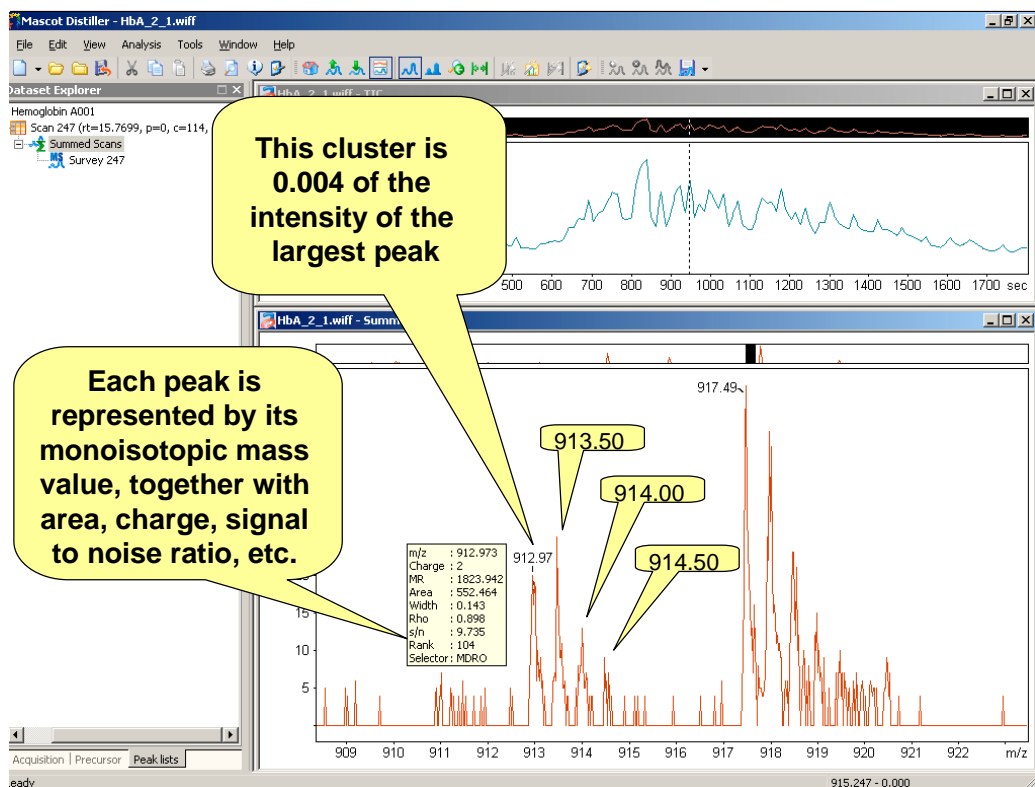 Mascot Distiller - HbA_2_1.wiff
File Edit View Analysis Tools Window Help
Dataset Explorer
HbA_2_1.wiff - TIC
Hemoglobin A001
Scan 247 (rt=15.7699, p=0, c=114,
Summed Scans
MS Survey 247
This cluster is
0.004 of the
intensity of the
largest peak
500 600 700 800 900 1000 1100 1200 1300 1400 1500 1600 1700 sec
HbA_2_1.wiff - Summ
Each peak is
represented by its
monoisotopic mass
value, together with
area, charge, signal
to noise ratio, etc.
917.49
913.50
914.00
914.50
912.97
m/z : 912.973
Charge : 2
MR : 1823.942
Area : 552.464
Width : 0.143
Rho : 0.898
s/n : 9.735
Rank : 104
Selector : MDRO
15
10
5
909 910 911 912 913 914 915 916 917 918 919 920 921 922 m/z
Acquisition Precursor Peak lists
eady
915.247 - 0.000